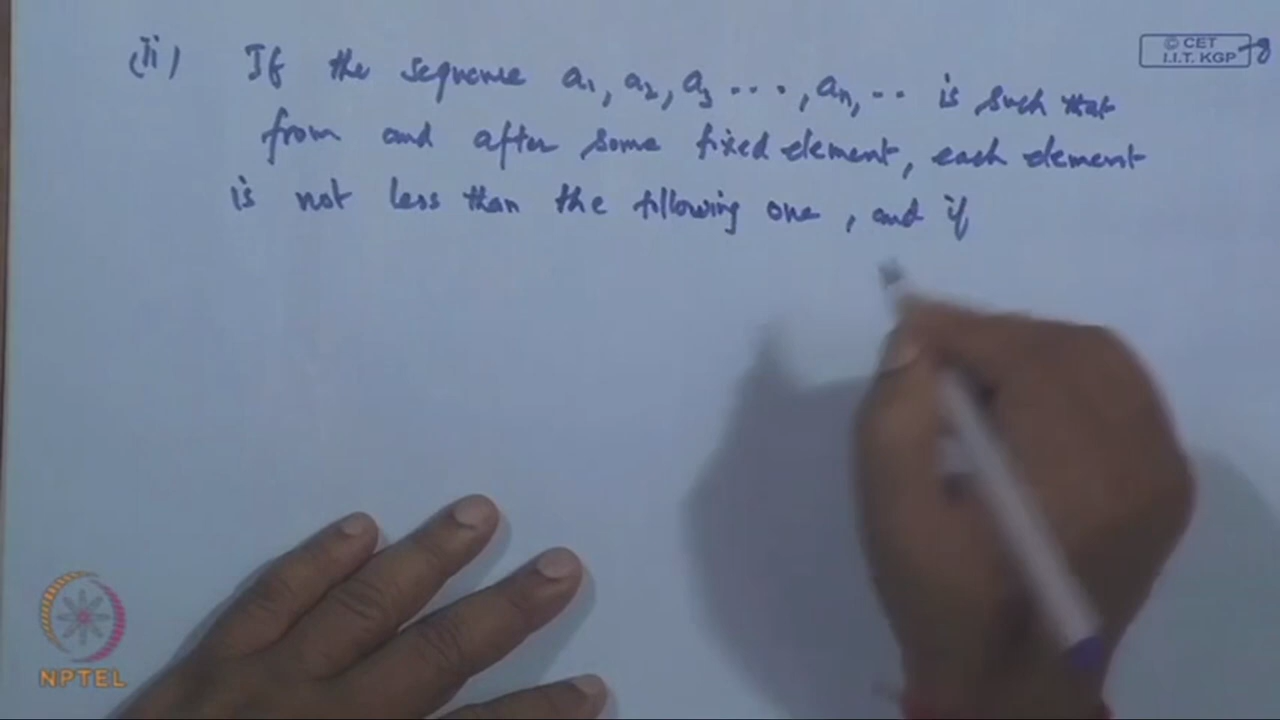 (ii) If the sequence a1, a2, a3 ...., an, .. is such that
from and after some fixed element, each element
is not less than the following one, and if
© CET
I.I.T. KGP
NPTEL